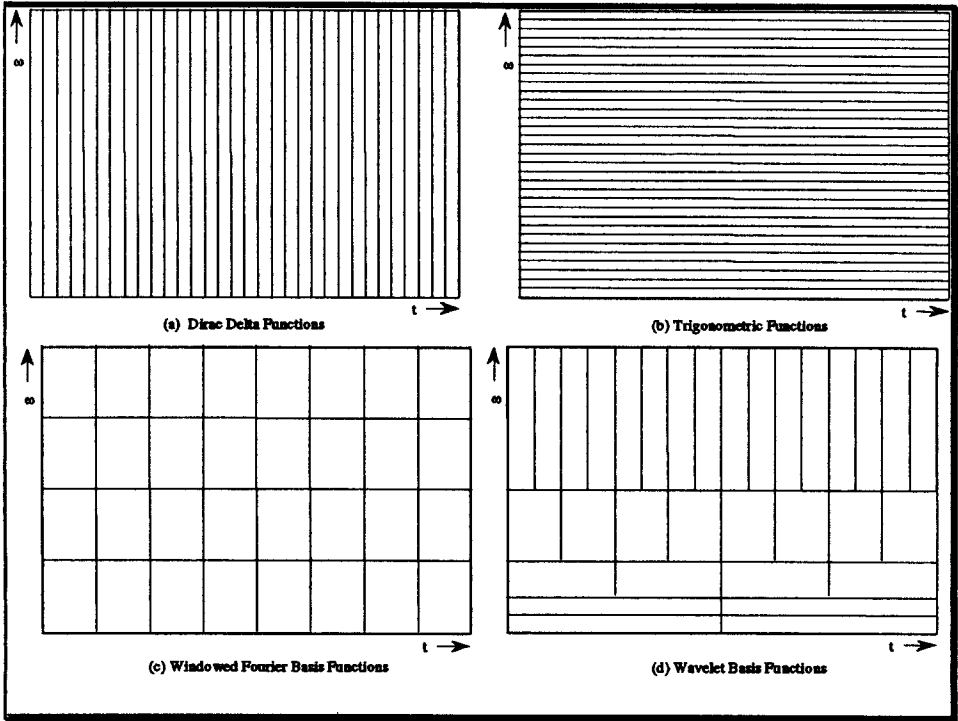 ω
t
(a) Dirac Delta Functions
ω
t
(b) Trigonometric Functions
ω
t
(c) Windowed Fourier Basis Functions
ω
t
(d) Wavelet Basis Functions